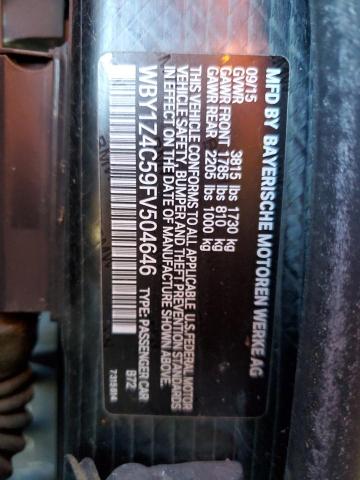 MFD BY BAYERISCHE MOTOREN WERKE AG
09/15
GVWR 3815 lbs 1730 kg
GAWR FRONT 1785 lbs 810 kg
GAWR REAR 2205 lbs 1000 kg
THIS VEHICLE CONFORMS TO ALL APPLICABLE U.S. FEDERAL MOTOR
VEHICLE SAFETY, BUMPER AND THEFT PREVENTION STANDARDS
IN EFFECT ON THE DATE OF MANUFACTURE SHOWN ABOVE.
WBY1Z4C59FV504646 TYPE: PASSENGER CAR
B72